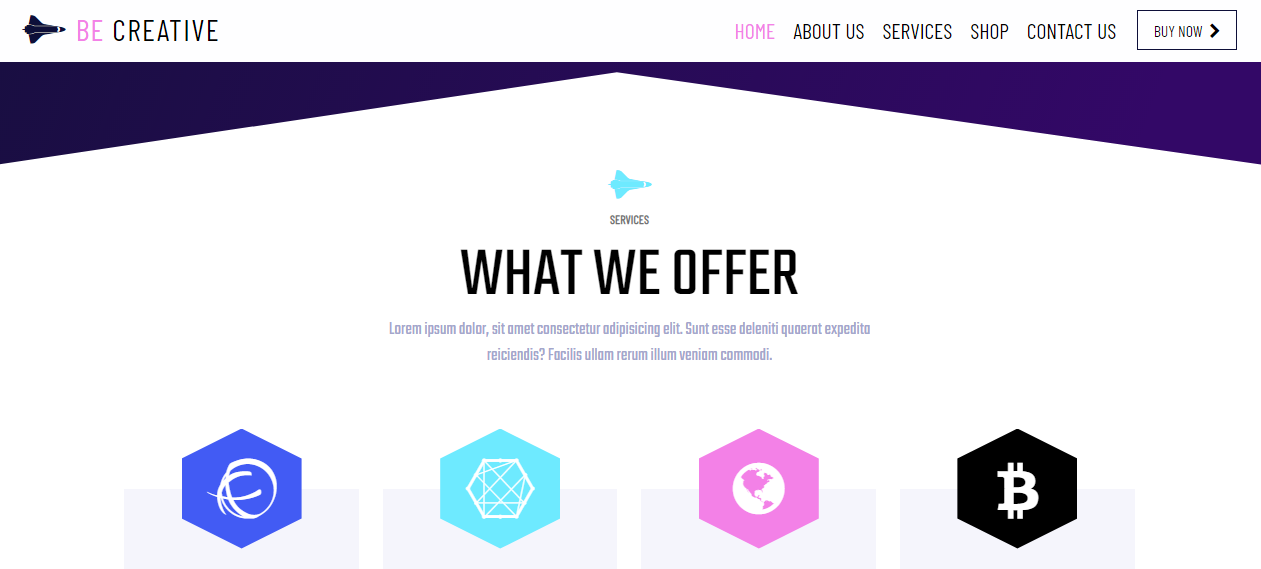 BE CREATIVE
HOME ABOUT US SERVICES SHOP CONTACT US BUY NOW
SERVICES
WHAT WE OFFER
Lorem ipsum dolor, sit amet consectetur adipisicing elit. Sunt esse deleniti quaerat expedita
reiciendis? Facilis ullam rerum illum veniam commodi.